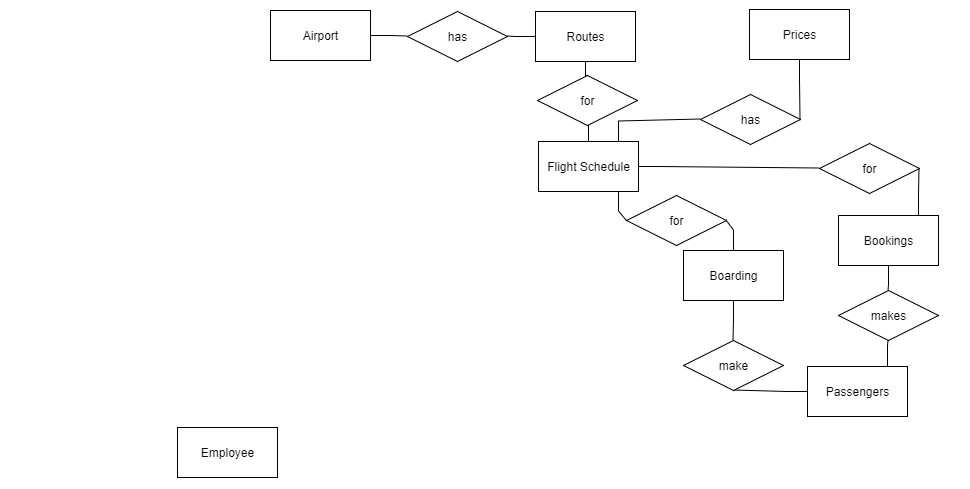 Airport
has
Routes
Prices
for
has
Flight Schedule
for
for
Bookings
Boarding
makes
make
Passengers
Employee